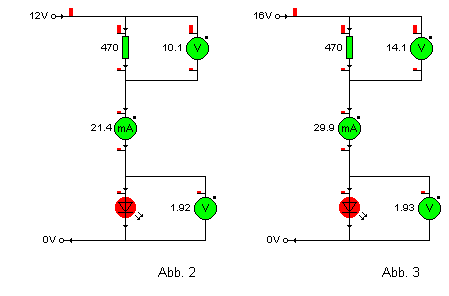 12V
470
10.1
V
21.4
mA
1.92
V
0V
Abb. 2
16V
470
14.1
V
29.9
mA
1.93
V
0V
Abb. 3